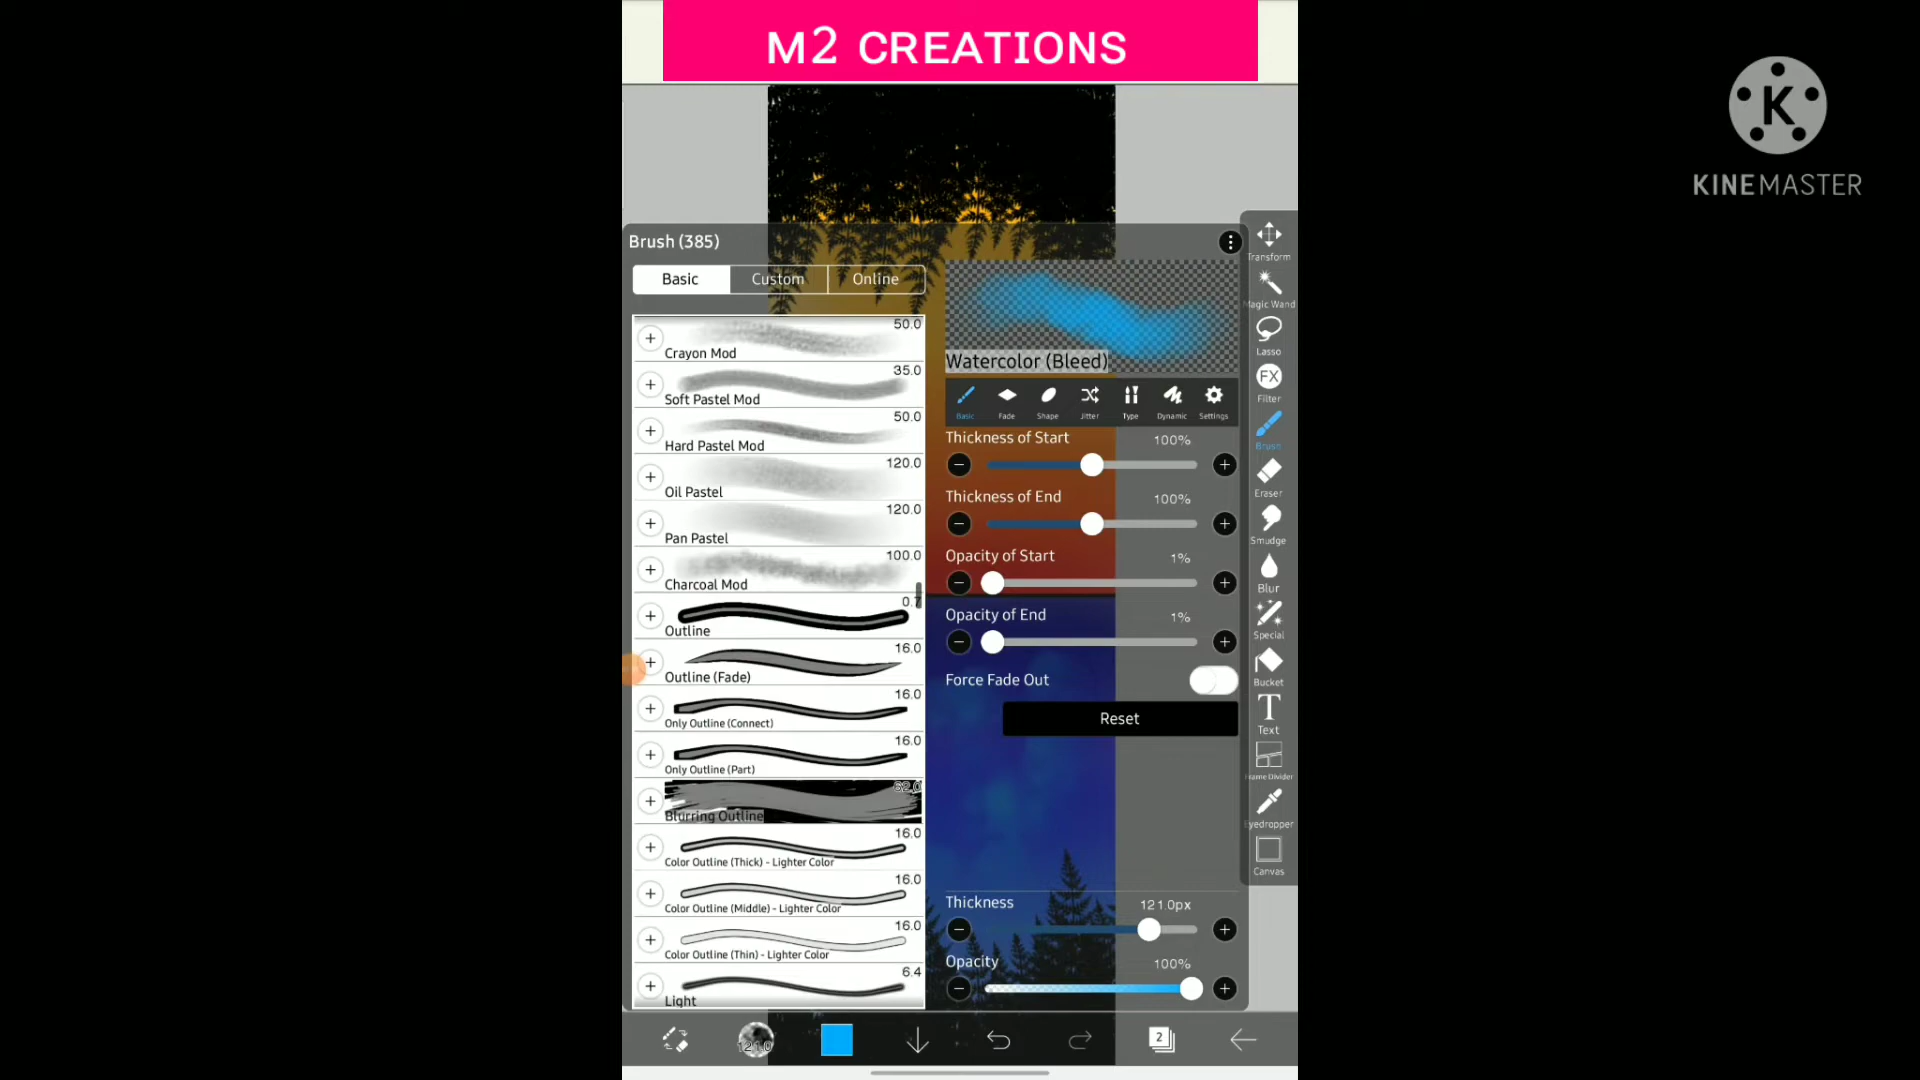 M2 CREATIONS
K
KINEMASTER
Brush (385)
Basic
Custom
Online
50.0
Crayon Mod
35.0
Soft Pastel Mod
50.0
Hard Pastel Mod
120.0
Oil Pastel
120.0
Pan Pastel
100.0
Charcoal Mod
0.7
Outline
16.0
Outline (Fade)
16.0
Only Outline (Connect)
16.0
Only Outline (Part)
Blurring Outline
16.0
Color Outline (Thick) - Lighter Color
16.0
Color Outline (Middle) - Lighter Color
16.0
Color Outline (Thin) - Lighter Color
6.4
Light
Watercolor (Bleed)
Basic
Fade
Shape
Jitter
Type
Dynamic
Settings
Thickness of Start
100%
Thickness of End
100%
Opacity of Start
1%
Opacity of End
1%
Force Fade Out
Reset
Thickness
121.0px
Opacity
100%
Transform
Magic Wand
Lasso
FX
Filter
Brush
Eraser
Smudge
Blur
Special
Bucket
T
Text
Frame Divider
Eyedropper
Canvas
121.0
2